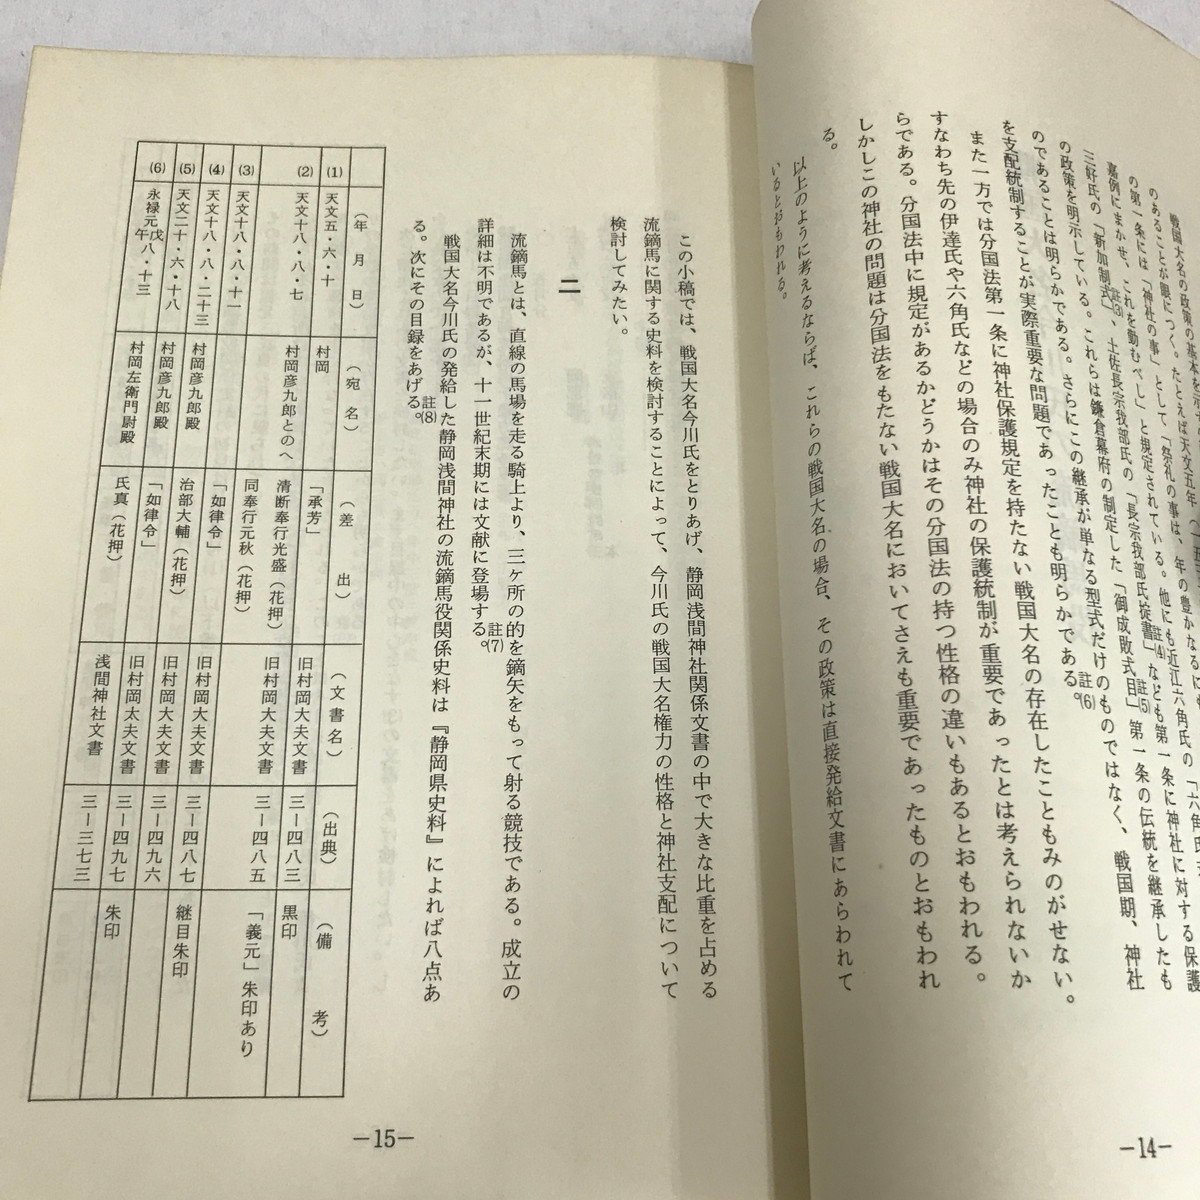 戦国大名の政策の基本を示す
のあることが眼につく。たとえば天文五年
の第一条には「神社の事」として「祭礼の事は、年の豊かなるにも
嘉例にまかせ、これを勤むべし」と規定されている。他にも近江六角氏の「六角氏式
三好氏の「新加制式」、土佐長宗我部氏の「長宗我部氏掟書」なども第一条に神社に対する保護
註(3)
註(4)
の政策を明示している。これらは鎌倉幕府の制定した「御成敗式目」第一条の伝統を継承したも
註(5)
のであることは明らかである。さらにこの継承が単なる型式だけのものではなく、戦国期、神社
を支配統制することが実際重要な問題であったことも明らかである。
註(6)
また一方では分国法第一条に神社保護規定を持たない戦国大名の存在したこともみのがせない。
すなわち先の伊達氏や六角氏などの場合のみ神社の保護統制が重要であったとは考えられないか
らである。分国法中に規定があるかどうかはその分国法の持つ性格の違いもあるとおもわれる。
しかしこの神社の問題は分国法をもたない戦国大名においてさえも重要であったものとおもわれ
る。
以上のように考えるならば、これらの戦国大名の場合、その政策は直接発給文書にあらわれて
いるとおもわれる。
―14―
この小稿では、戦国大名今川氏をとりあげ、静岡浅間神社関係文書の中で大きな比重を占める
流鏑馬に関する史料を検討することによって、今川氏の戦国大名権力の性格と神社支配について
検討してみたい。
二
流鏑馬とは、直線の馬場を走る騎上より、三ヶ所の的を鏑矢をもって射る競技である。成立の
詳細は不明であるが、十一世紀末期には文献に登場する。
註(7)
戦国大名今川氏の発給した静岡浅間神社の流鏑馬役関係史料は『静岡県史料』によれば八点あ
る。次にその目録をあげる。
註(8)
（年月日） （宛名） （差出） （文書名） （出典） （備考）
(1) 天文五・六・十 村岡 「承芳」 旧村岡大夫文書 三―四八三 黒印
(2) 天文十八・八・七 村岡彦九郎とのへ 清断奉行光盛（花押） 旧村岡大夫文書 三―四八五 「義元」朱印あり
同奉行元秋（花押）
(3) 天文十八・八・十一 「如律令」 旧村岡大夫文書 三―四八七 継目朱印
(4) 天文十八・八・二十三 村岡彦九郎殿 治部大輔（花押） 旧村岡大夫文書 三―四九六
(5) 天文二十・六・十八 村岡彦九郎殿 「如律令」 旧村岡太夫文書 三―四九七 朱印
(6) 永禄元戊午八・十三 村岡左衛門尉殿 氏真（花押） 浅間神社文書 三―三七三
―15―